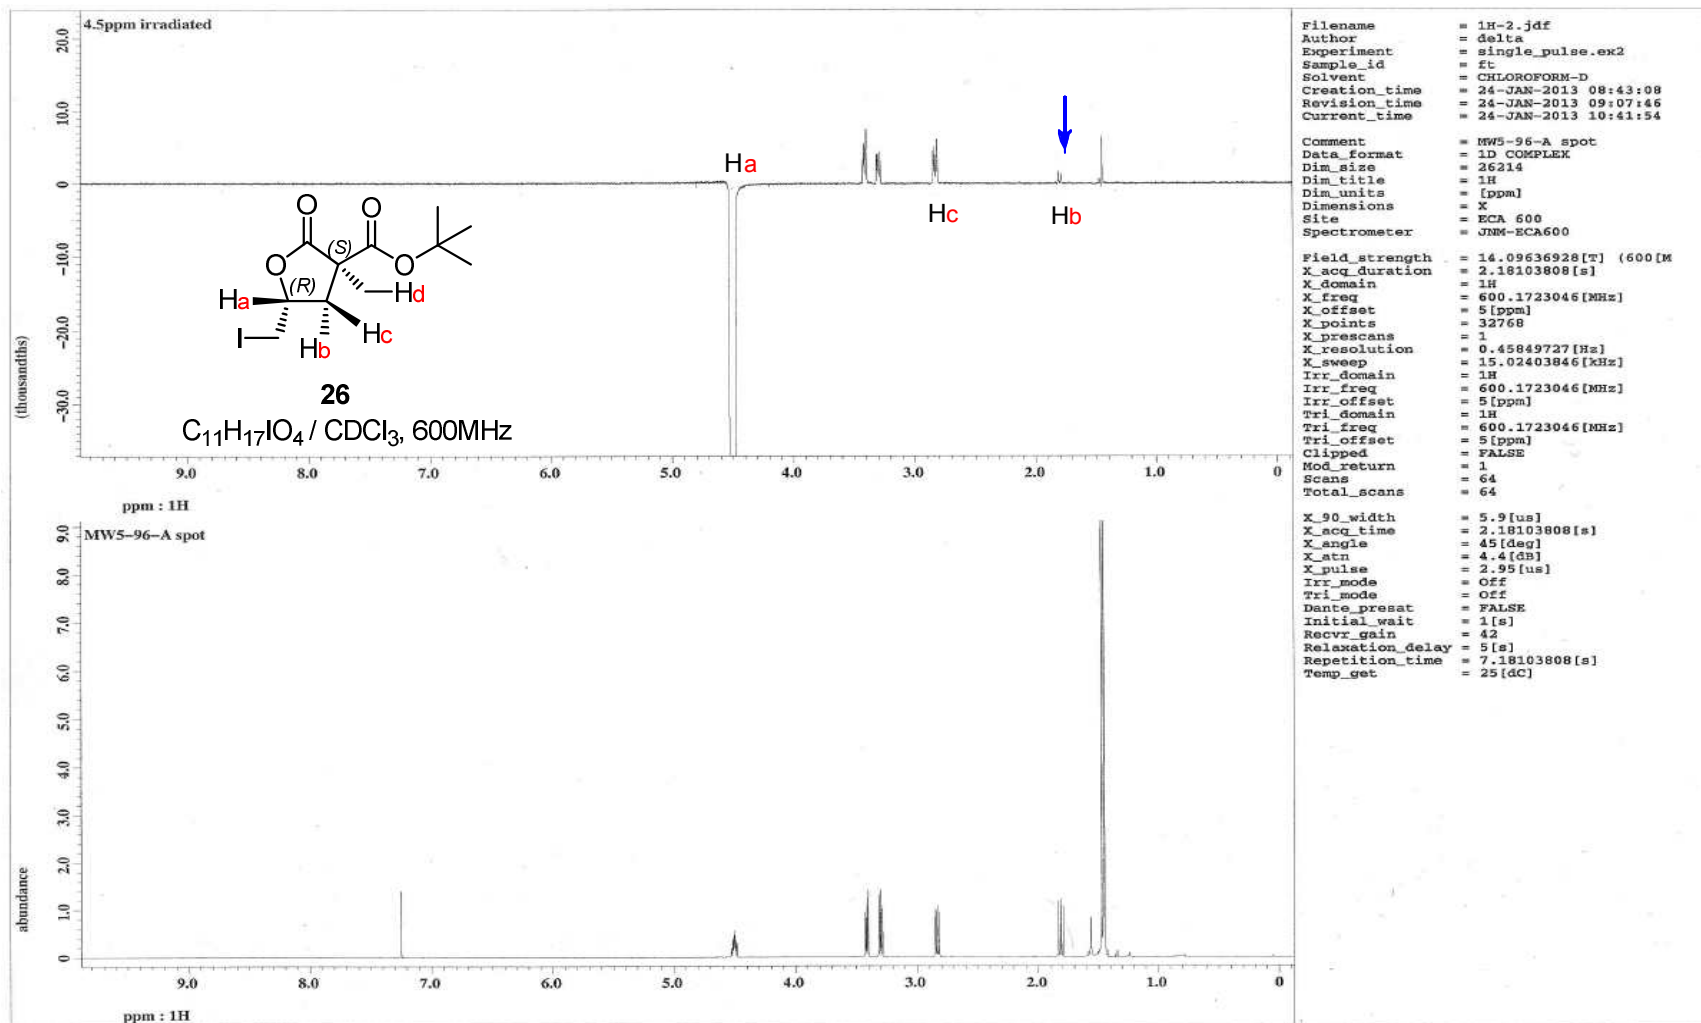 4.5ppm irradiated
20.0
10.0
0
-10.0
-20.0
-30.0
(thousandths)
Ha
Hc
Hb
O
O
(S)
O
O
(R)
Ha
Hd
I
Hb
Hc
26
C11H17IO4 / CDCl3, 600MHz
9.0 8.0 7.0 6.0 5.0 4.0 3.0 2.0 1.0 0
ppm : 1H
MW5-96-A spot
9.0
8.0
7.0
6.0
5.0
4.0
3.0
2.0
1.0
0
abundance
9.0 8.0 7.0 6.0 5.0 4.0 3.0 2.0 1.0 0
ppm : 1H
Filename = 1H-2.jdf
Author = delta
Experiment = single_pulse.ex2
Sample_id = ft
Solvent = CHLOROFORM-D
Creation_time = 24-JAN-2013 08:43:08
Revision_time = 24-JAN-2013 09:07:46
Current_time = 24-JAN-2013 10:41:54
Comment = MW5-96-A spot
Data_format = 1D COMPLEX
Dim_size = 26214
Dim_title = 1H
Dim_units = [ppm]
Dimensions = X
Site = ECA 600
Spectrometer = JNM-ECA600
Field_strength = 14.09636928[T] (600[M
X_acq_duration = 2.18103808[s]
X_domain = 1H
X_freq = 600.1723046[MHz]
X_offset = 5[ppm]
X_points = 32768
X_prescans = 1
X_resolution = 0.45849727[Hz]
X_sweep = 15.02403846[kHz]
Irr_domain = 1H
Irr_freq = 600.1723046[MHz]
Irr_offset = 5[ppm]
Tri_domain = 1H
Tri_freq = 600.1723046[MHz]
Tri_offset = 5[ppm]
Clipped = FALSE
Mod_return = 1
Scans = 64
Total_scans = 64
X_90_width = 5.9[us]
X_acq_time = 2.18103808[s]
X_angle = 45[deg]
X_atn = 4.4[dB]
X_pulse = 2.95[us]
Irr_mode = Off
Tri_mode = Off
Dante_presat = FALSE
Initial_wait = 1[s]
Recvr_gain = 42
Relaxation_delay = 5[s]
Repetition_time = 7.18103808[s]
Temp_get = 25[dC]